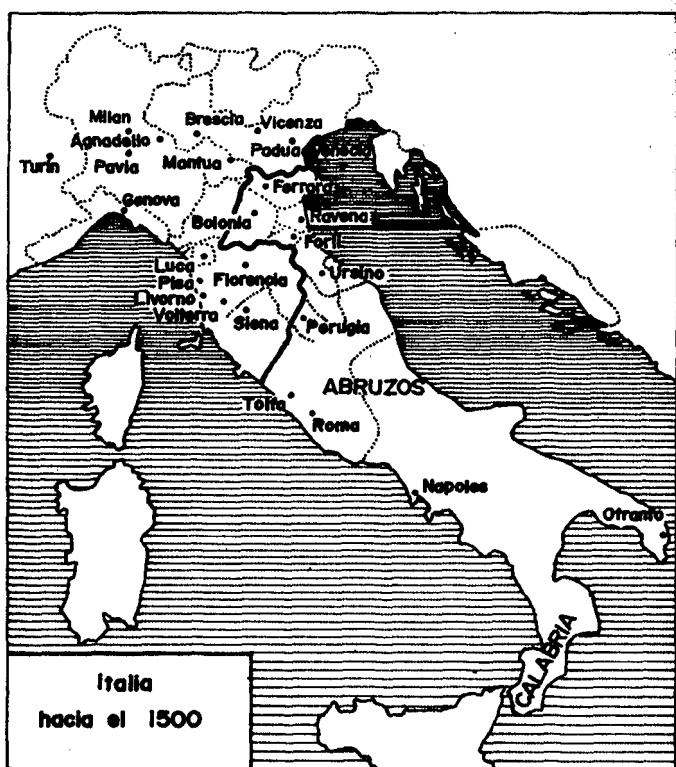 Milan
Brescia
Vicenza
Agnadello
Padua
Venecia
Turin
Pavia
Mantua
Ferrara
Genova
Bolonia
Ravena
Forli
Luca
Florencia
Ursino
Pisa
Livorno
Volterra
Siena
Perugia
ABRUZOS
Tolfa
Roma
Napoles
Otranto
CALABRIA
Italia
hacia el 1500